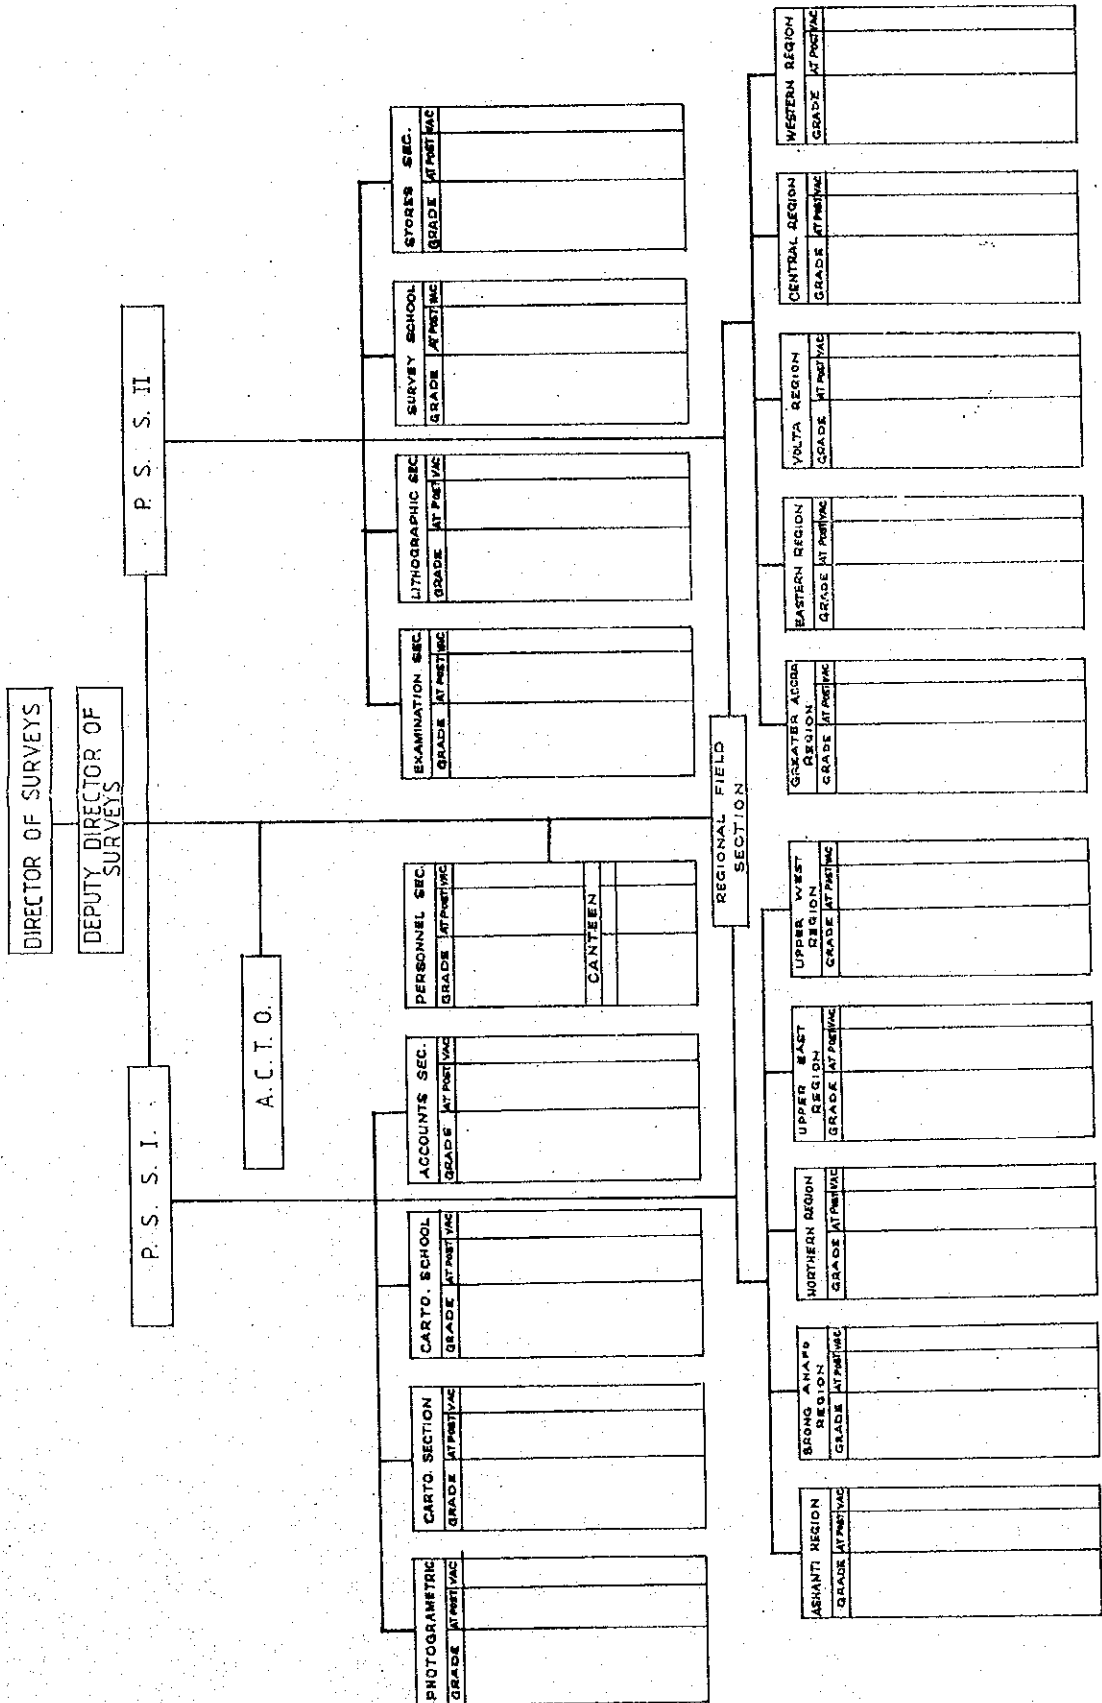 DIRECTOR OF SURVEYS
DEPUTY DIRECTOR OF
SURVEYS
P. S. S. I.
P. S. S. II
A. C. T. O.
PHOTOGRAMETRIC
GRADE AT POST VAC
CARTO. SECTION
GRADE AT POST VAC
CARTO. SCHOOL
GRADE AT POST VAC
ACCOUNTS SEC.
GRADE AT POST VAC
PERSONNEL SEC.
GRADE AT POST VAC
CANTEEN
EXAMINATION SEC.
GRADE AT POST VAC
LITHOGRAPHIC SEC.
GRADE AT POST VAC
SURVEY SCHOOL
GRADE AT POST VAC
STORES SEC.
GRADE AT POST VAC
REGIONAL FIELD
SECTION
ASHANTI REGION
GRADE AT POST VAC
BRONG AHAFO
REGION
GRADE AT POST VAC
NORTHERN REGION
GRADE AT POST VAC
UPPER EAST
REGION
GRADE AT POST VAC
UPPER WEST
REGION
GRADE AT POST VAC
GREATER ACCRA
REGION
GRADE AT POST VAC
EASTERN REGION
GRADE AT POST VAC
VOLTA REGION
GRADE AT POST VAC
CENTRAL REGION
GRADE AT POST VAC
WESTERN REGION
GRADE AT POST VAC